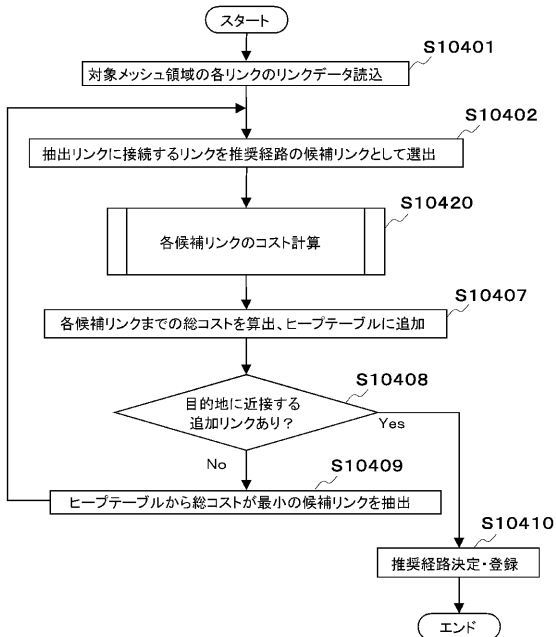 スタート
S10401
対象メッシュ領域の各リンクのリンクデータ読込
S10402
抽出リンクに接続するリンクを推奨経路の候補リンクとして選出
S10420
各候補リンクのコスト計算
S10407
各候補リンクまでの総コストを算出、ヒープテーブルに追加
S10408
目的地に近接する
追加リンクあり？
Yes
No
S10409
ヒープテーブルから総コストが最小の候補リンクを抽出
S10410
推奨経路決定・登録
エンド